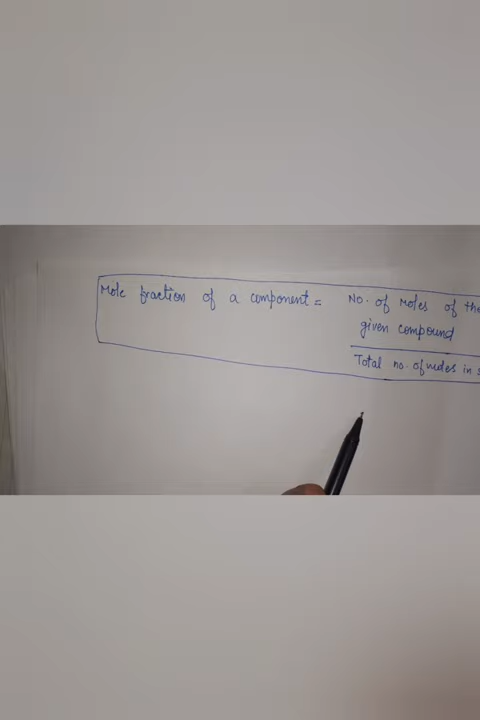 Mole fraction of a component = No. of Moles of the
given compound
Total no. of moles in